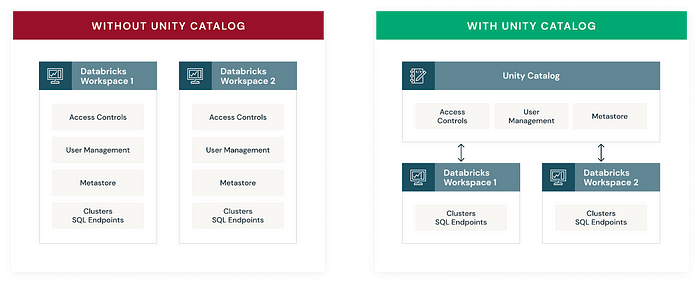 WITHOUT UNITY CATALOG
Databricks
Workspace 1
Access Controls
User Management
Metastore
Clusters
SQL Endpoints
Databricks
Workspace 2
Access Controls
User Management
Metastore
Clusters
SQL Endpoints
WITH UNITY CATALOG
Unity Catalog
Access
Controls
User
Management
Metastore
Databricks
Workspace 1
Clusters
SQL Endpoints
Databricks
Workspace 2
Clusters
SQL Endpoints